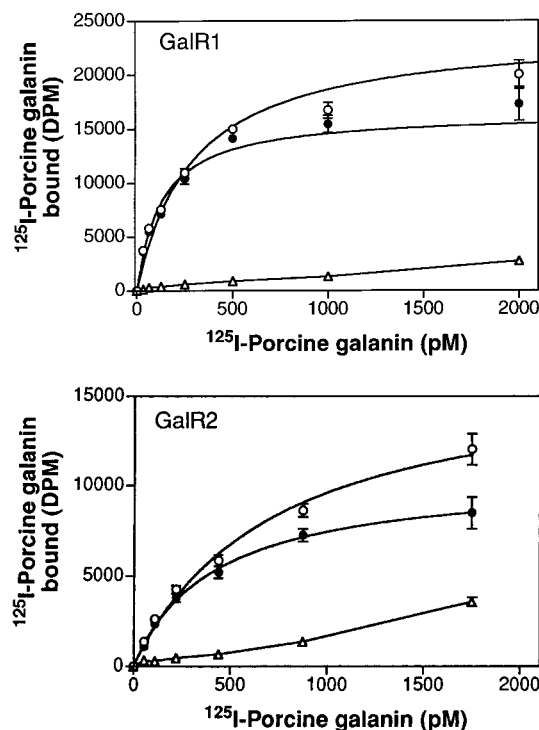 GalR1
25000
20000
15000
10000
5000
0
¹²⁵I-Porcine galanin
bound (DPM)
0 500 1000 1500 2000
¹²⁵I-Porcine galanin (pM)
GalR2
15000
10000
5000
0
¹²⁵I-Porcine galanin
bound (DPM)
0 500 1000 1500 2000
¹²⁵I-Porcine galanin (pM)